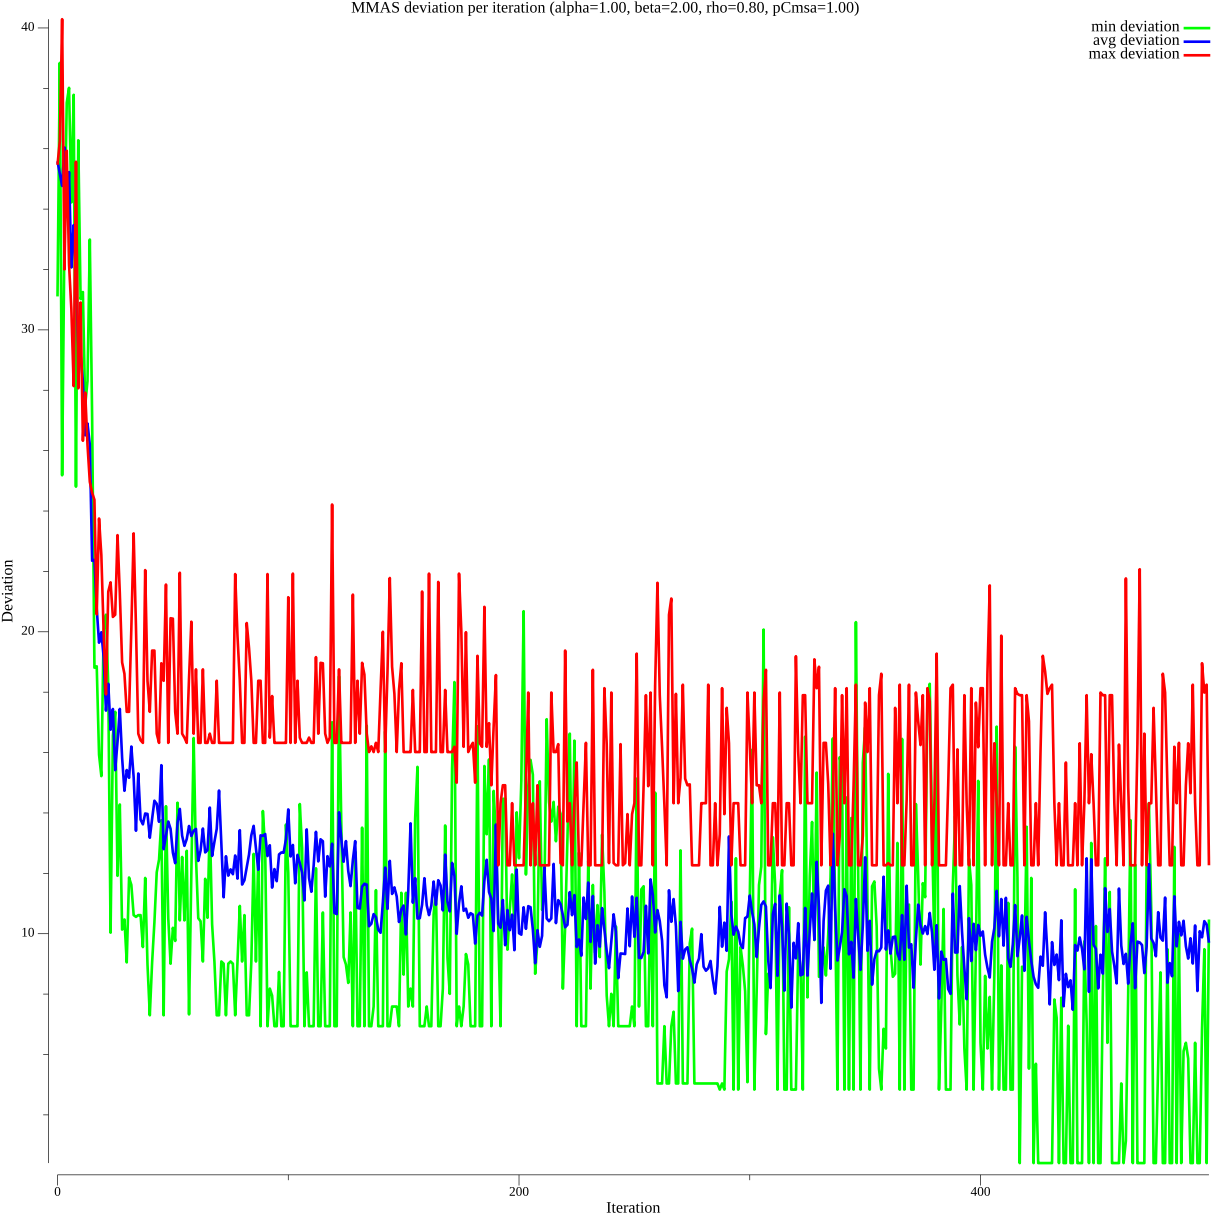 MMAS deviation per iteration (alpha=1.00, beta=2.00, rho=0.80, pCmsa=1.00)
min deviation
avg deviation
max deviation
40
30
20
10
Deviation
0
200
400
Iteration